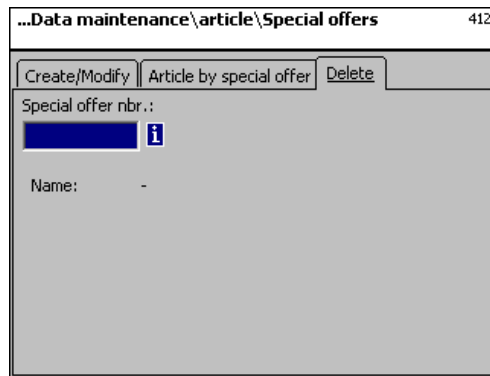 ...Data maintenance\article\Special offers 412
Create/Modify Article by special offer Delete
Special offer nbr.:
i
Name: -